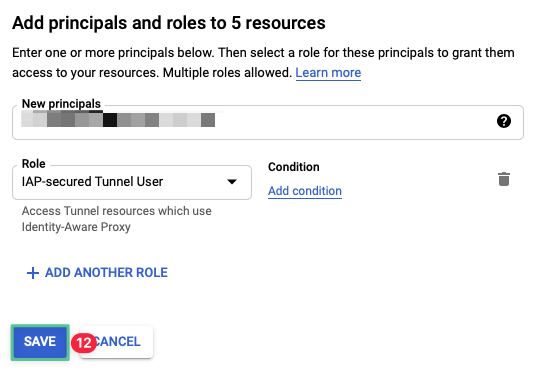 Add principals and roles to 5 resources
Enter one or more principals below. Then select a role for these principals to grant them
access to your resources. Multiple roles allowed. Learn more
New principals
?
Role
IAP-secured Tunnel User
Condition
Add condition
Access Tunnel resources which use
Identity-Aware Proxy
+ ADD ANOTHER ROLE
SAVE
12
CANCEL